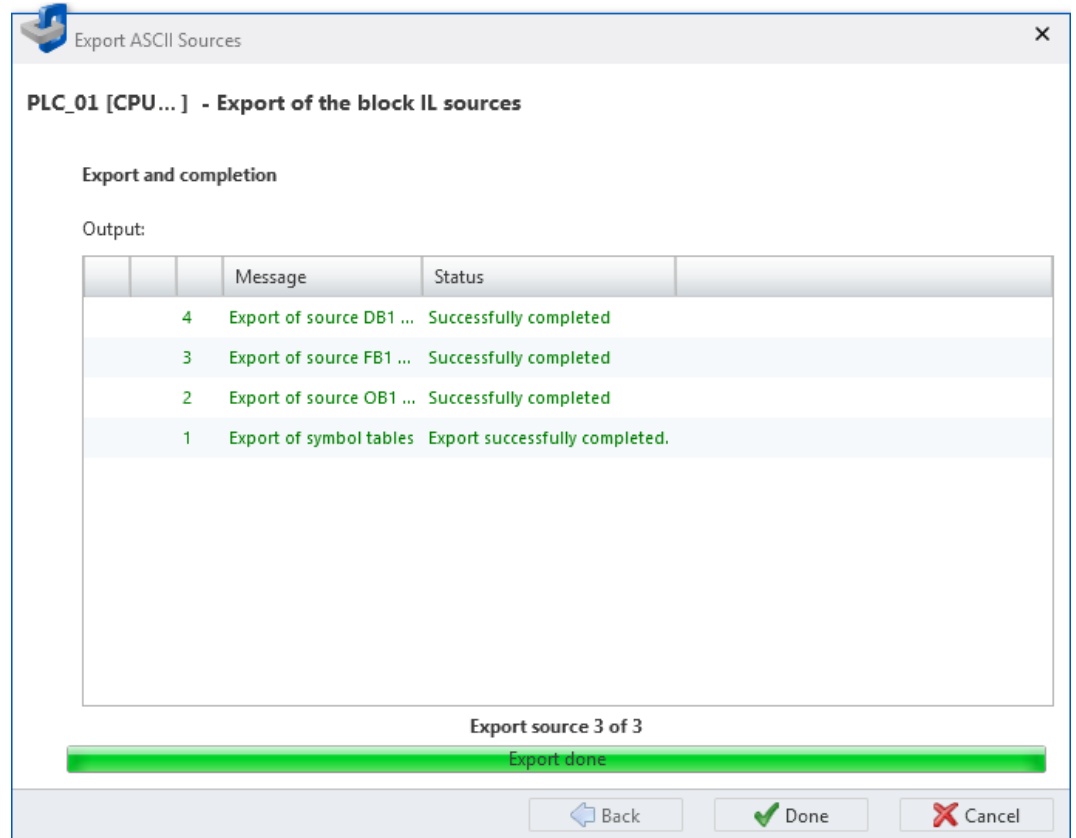 Export ASCII Sources
PLC_01 [CPU... ] - Export of the block IL sources
Export and completion
Output:
Message Status
4 Export of source DB1 ... Successfully completed
3 Export of source FB1 ... Successfully completed
2 Export of source OB1 ... Successfully completed
1 Export of symbol tables Export successfully completed.
Export source 3 of 3
Export done
Back Done Cancel